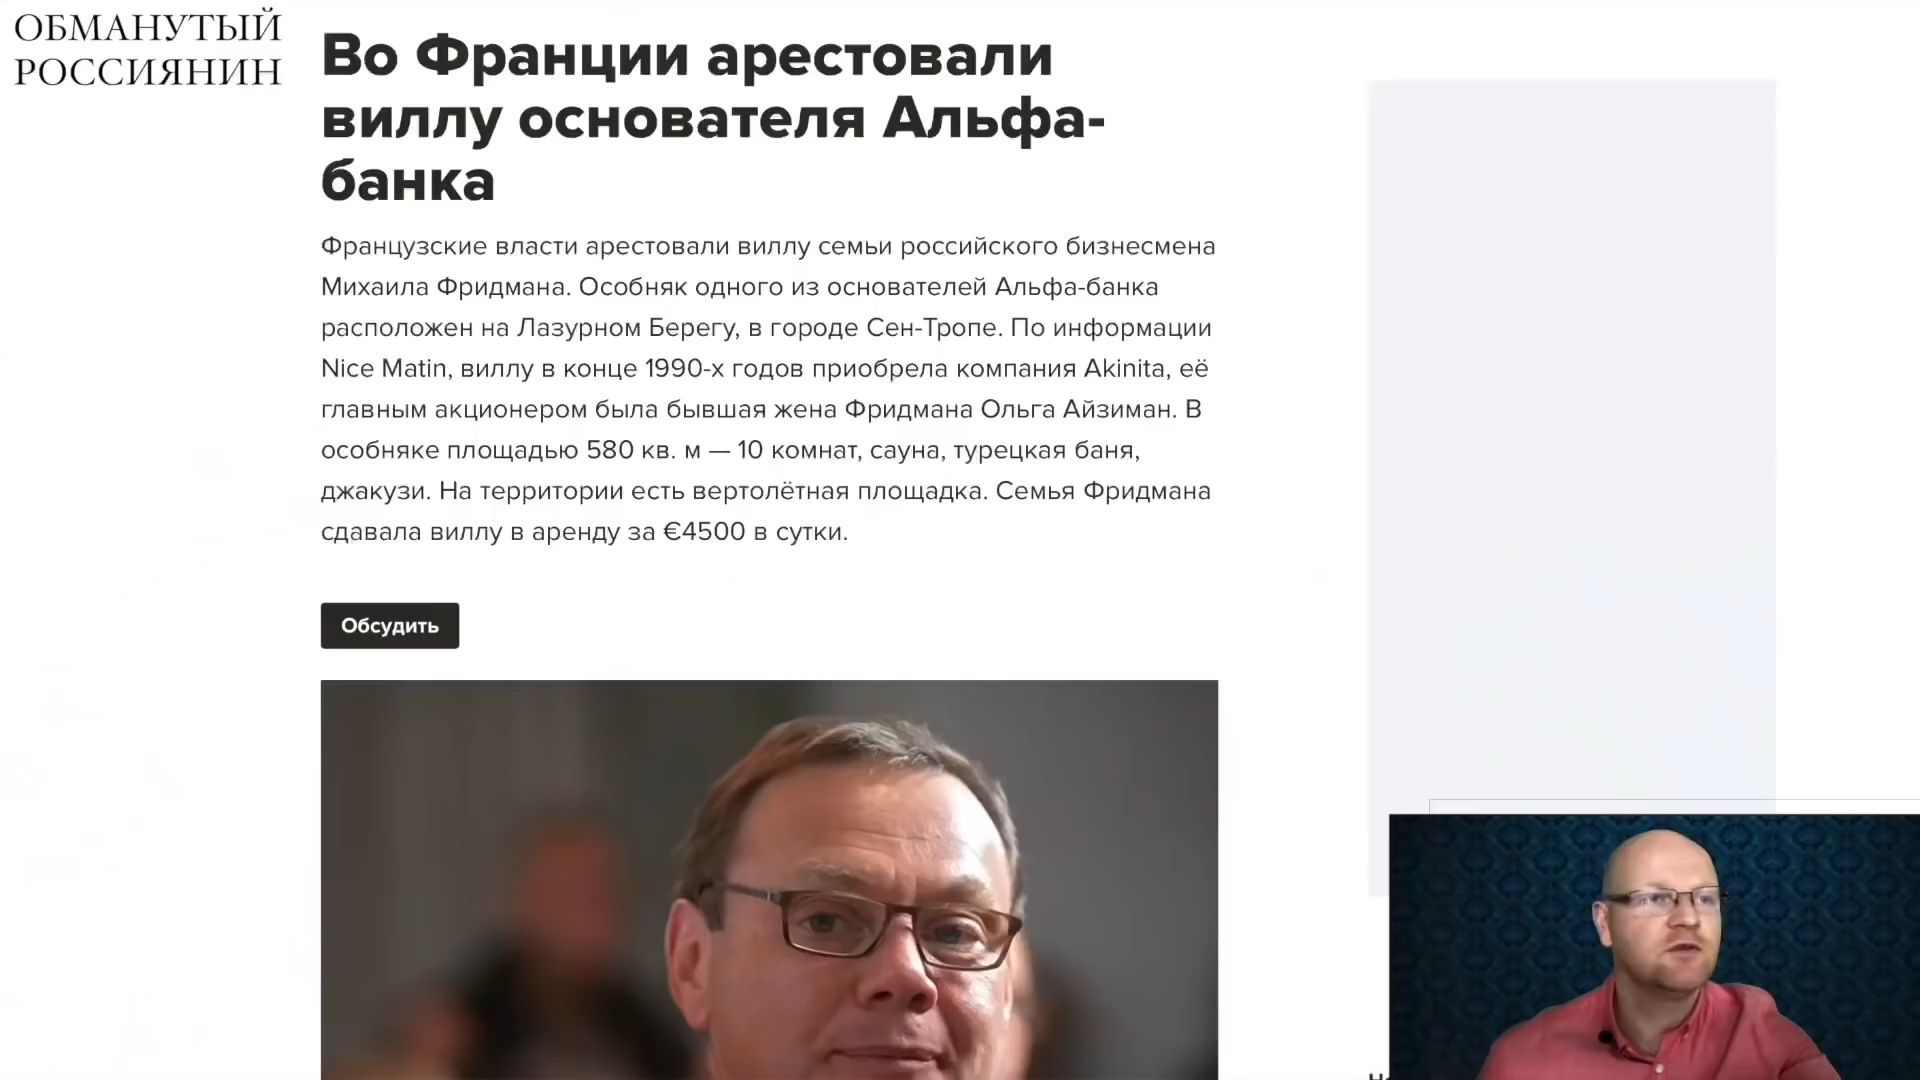 ОБМАНУТЫЙ
РОССИЯНИН
Во Франции арестовали
виллу основателя Альфа-
банка
Французские власти арестовали виллу семьи российского бизнесмена
Михаила Фридмана. Особняк одного из основателей Альфа-банка
расположен на Лазурном Берегу, в городе Сен-Тропе. По информации
Nice Matin, виллу в конце 1990-х годов приобрела компания Akinita, её
главным акционером была бывшая жена Фридмана Ольга Айзиман. В
особняке площадью 580 кв. м — 10 комнат, сауна, турецкая баня,
джакузи. На территории есть вертолётная площадка. Семья Фридмана
сдавала виллу в аренду за €4500 в сутки.
Обсудить